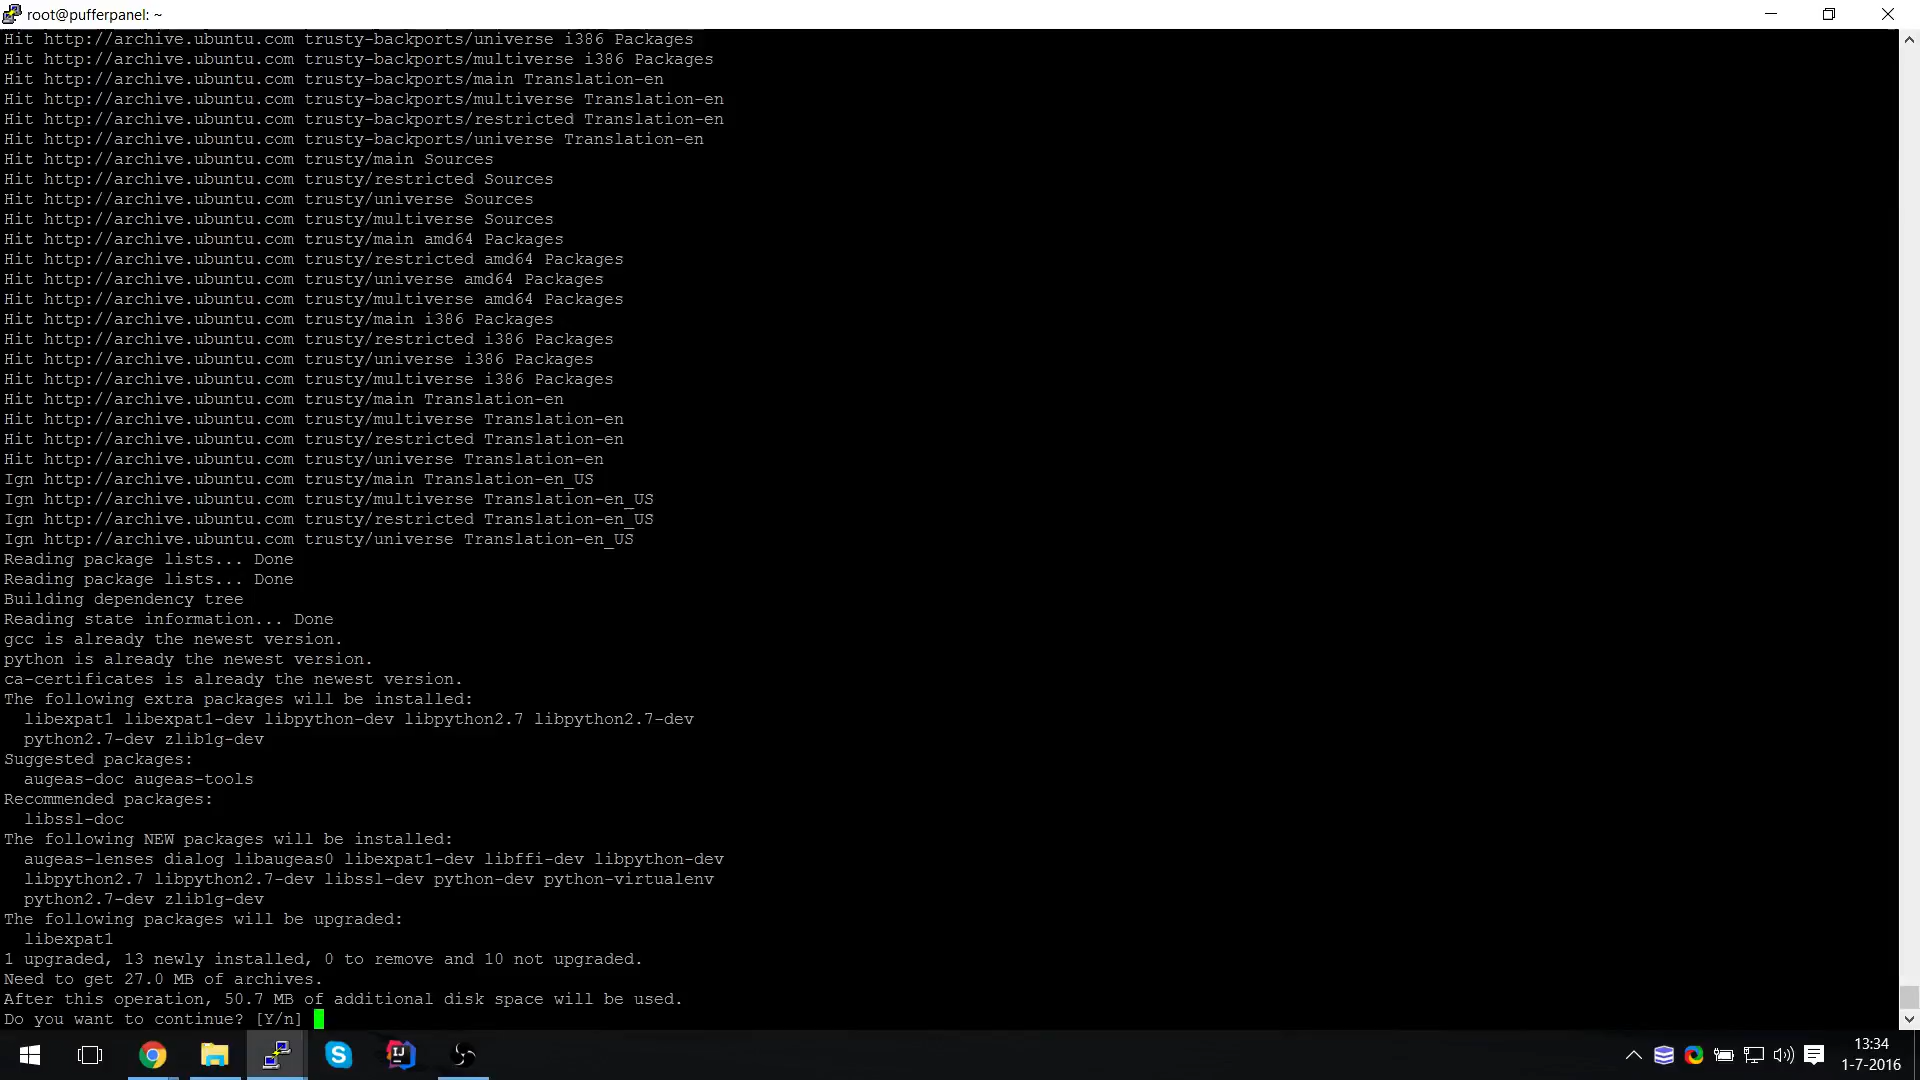 root@pufferpanel: ~
Hit http://archive.ubuntu.com trusty-backports/universe i386 Packages
Hit http://archive.ubuntu.com trusty-backports/multiverse i386 Packages
Hit http://archive.ubuntu.com trusty-backports/main Translation-en
Hit http://archive.ubuntu.com trusty-backports/multiverse Translation-en
Hit http://archive.ubuntu.com trusty-backports/restricted Translation-en
Hit http://archive.ubuntu.com trusty-backports/universe Translation-en
Hit http://archive.ubuntu.com trusty/main Sources
Hit http://archive.ubuntu.com trusty/restricted Sources
Hit http://archive.ubuntu.com trusty/universe Sources
Hit http://archive.ubuntu.com trusty/multiverse Sources
Hit http://archive.ubuntu.com trusty/main amd64 Packages
Hit http://archive.ubuntu.com trusty/restricted amd64 Packages
Hit http://archive.ubuntu.com trusty/universe amd64 Packages
Hit http://archive.ubuntu.com trusty/multiverse amd64 Packages
Hit http://archive.ubuntu.com trusty/main i386 Packages
Hit http://archive.ubuntu.com trusty/restricted i386 Packages
Hit http://archive.ubuntu.com trusty/universe i386 Packages
Hit http://archive.ubuntu.com trusty/multiverse i386 Packages
Hit http://archive.ubuntu.com trusty/main Translation-en
Hit http://archive.ubuntu.com trusty/multiverse Translation-en
Hit http://archive.ubuntu.com trusty/restricted Translation-en
Hit http://archive.ubuntu.com trusty/universe Translation-en
Ign http://archive.ubuntu.com trusty/main Translation-en_US
Ign http://archive.ubuntu.com trusty/multiverse Translation-en_US
Ign http://archive.ubuntu.com trusty/restricted Translation-en_US
Ign http://archive.ubuntu.com trusty/universe Translation-en_US
Reading package lists... Done
Reading package lists... Done
Building dependency tree
Reading state information... Done
gcc is already the newest version.
python is already the newest version.
ca-certificates is already the newest version.
The following extra packages will be installed:
  libexpat1 libexpat1-dev libpython-dev libpython2.7 libpython2.7-dev
  python2.7-dev zlib1g-dev
Suggested packages:
  augeas-doc augeas-tools
Recommended packages:
  libssl-doc
The following NEW packages will be installed:
  augeas-lenses dialog libaugeas0 libexpat1-dev libffi-dev libpython-dev
  libpython2.7 libpython2.7-dev libssl-dev python-dev python-virtualenv
  python2.7-dev zlib1g-dev
The following packages will be upgraded:
  libexpat1
1 upgraded, 13 newly installed, 0 to remove and 10 not upgraded.
Need to get 27.0 MB of archives.
After this operation, 50.7 MB of additional disk space will be used.
Do you want to continue? [Y/n]
13:34
1-7-2016